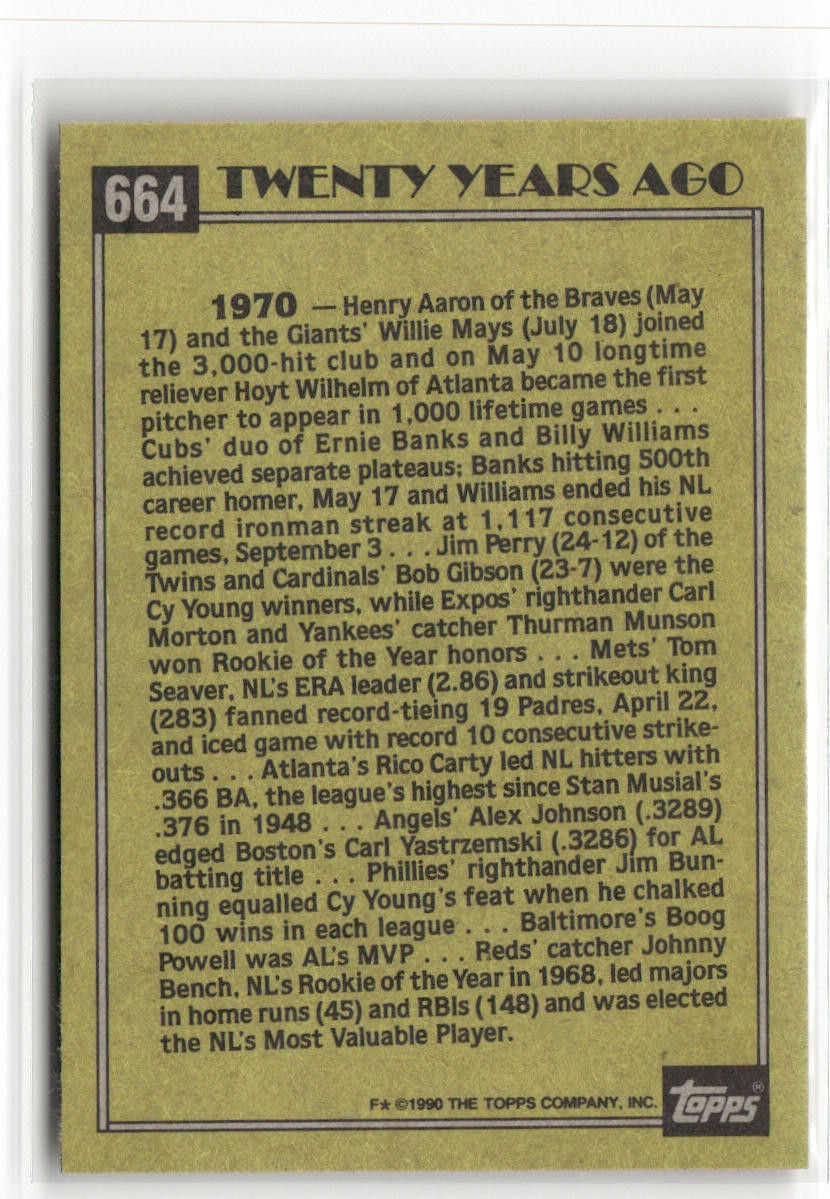 664 TWENTY YEARS AGO
1970 — Henry Aaron of the Braves (May
17) and the Giants' Willie Mays (July 18) joined
the 3,000-hit club and on May 10 longtime
reliever Hoyt Wilhelm of Atlanta became the first
pitcher to appear in 1,000 lifetime games . . .
Cubs' duo of Ernie Banks and Billy Williams
achieved separate plateaus; Banks hitting 500th
career homer, May 17 and Williams ended his NL
record ironman streak at 1,117 consecutive
games, September 3 . . . Jim Perry (24-12) of the
Twins and Cardinals' Bob Gibson (23-7) were the
Cy Young winners, while Expos' righthander Carl
Morton and Yankees' catcher Thurman Munson
won Rookie of the Year honors . . . Mets' Tom
Seaver, NL's ERA leader (2.86) and strikeout king
(283) fanned record-tieing 19 Padres, April 22,
and iced game with record 10 consecutive strike-
outs . . . Atlanta's Rico Carty led NL hitters with
.366 BA, the league's highest since Stan Musial's
.376 in 1948 . . . Angels' Alex Johnson (.3289)
edged Boston's Carl Yastrzemski (.3286) for AL
batting title . . . Phillies' righthander Jim Bun-
ning equalled Cy Young's feat when he chalked
100 wins in each league . . . Baltimore's Boog
Powell was AL's MVP . . . Reds' catcher Johnny
Bench, NL's Rookie of the Year in 1968, led majors
in home runs (45) and RBIs (148) and was elected
the NL's Most Valuable Player.
F★ ©1990 THE TOPPS COMPANY, INC. topps®